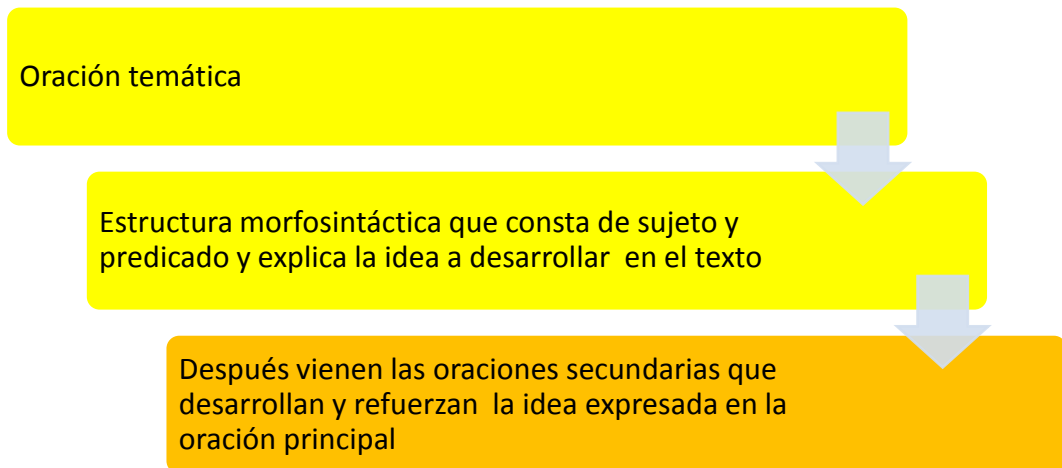 Oración temática
Estructura morfosintáctica que consta de sujeto y
predicado y explica la idea a desarrollar  en el texto
Después vienen las oraciones secundarias que
desarrollan y refuerzan  la idea expresada en la
oración principal